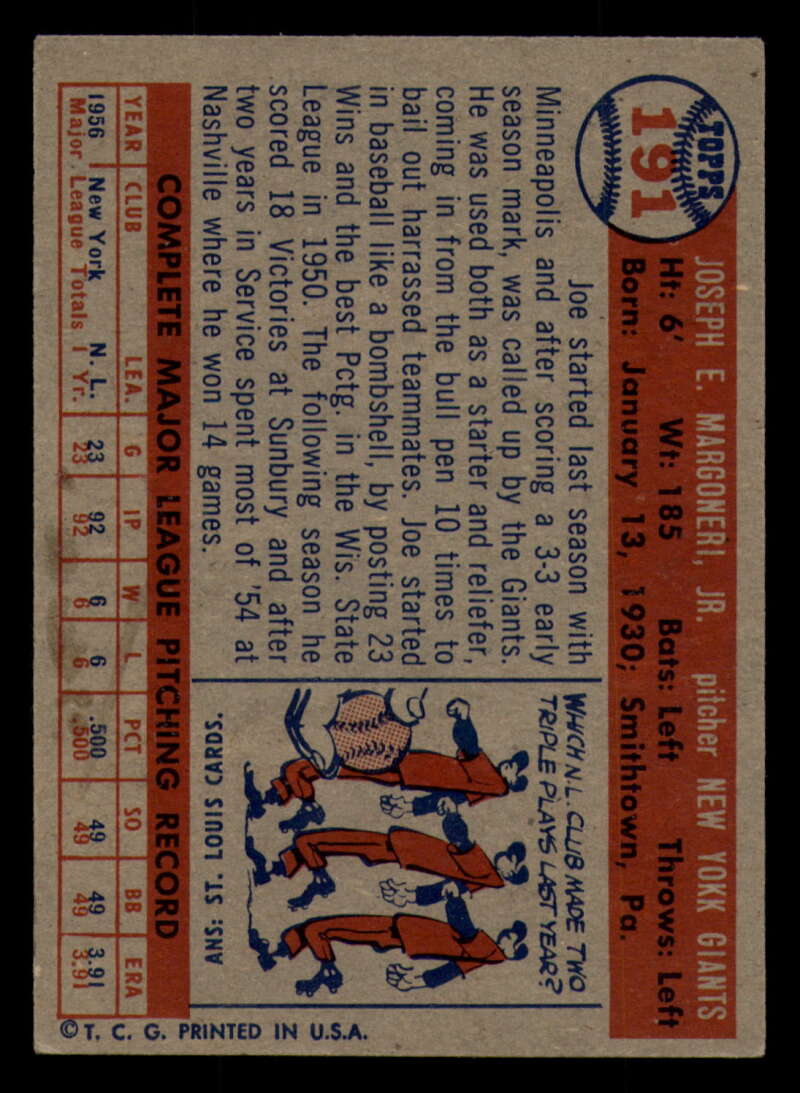 TOPPS
191
JOSEPH E. MARGONERI, JR. pitcher NEW YORK GIANTS
Ht: 6' Wt: 185 Bats: Left Throws: Left
Born: January 13, 1930; Smithtown, Pa.
Joe started last season with
Minneapolis and after scoring a 3-3 early
season mark, was called up by the Giants.
He was used both as a starter and reliefer,
coming in from the bull pen 10 times to
bail out harrassed teammates. Joe started
in baseball like a bombshell, by posting 23
Wins and the best Pctg. in the Wis. State
League in 1950. The following season he
scored 18 Victories at Sunbury and after
two years in Service spent most of '54 at
Nashville where he won 14 games.
WHICH N.L. CLUB MADE TWO
TRIPLE PLAYS LAST YEAR?
ANS: ST. LOUIS CARDS.
COMPLETE MAJOR LEAGUE PITCHING RECORD
YEAR CLUB LEA. G IP W L PCT SO BB ERA
1956 New York N.L. 23 92 6 6 .500 49 49 3.91
Major League Totals 1 Yr. 23 92 6 6 .500 49 49 3.91
© T. C. G. PRINTED IN U.S.A.